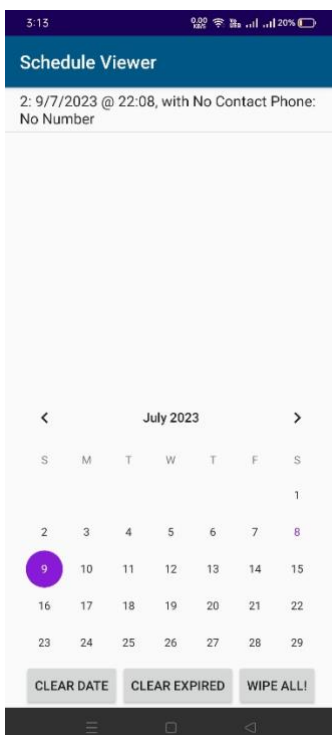 3:13 0.00 KB/S 20%
Schedule Viewer
2: 9/7/2023 @ 22:08, with No Contact Phone:
No Number
July 2023
S M T W T F S
1
2 3 4 5 6 7 8
9 10 11 12 13 14 15
16 17 18 19 20 21 22
23 24 25 26 27 28 29
CLEAR DATE CLEAR EXPIRED WIPE ALL!